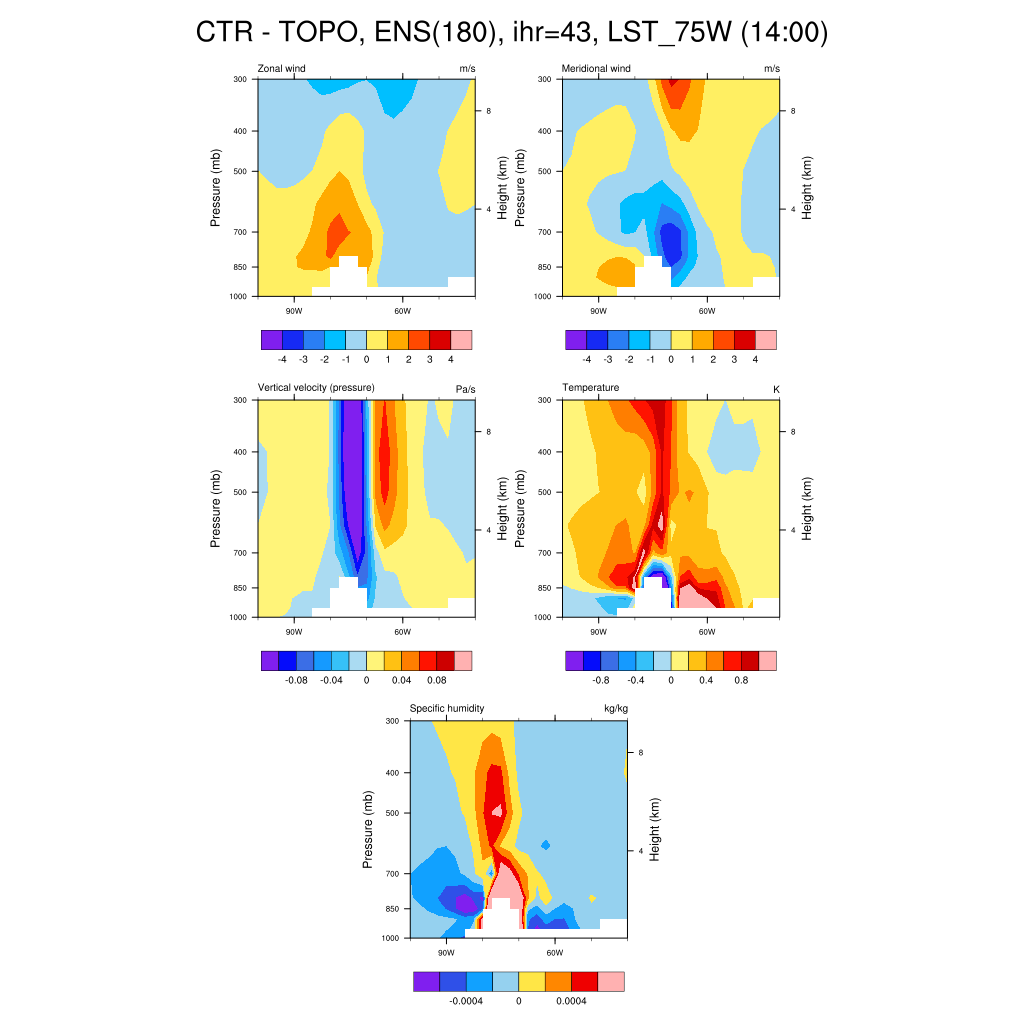 CTR - TOPO, ENS(180), ihr=43, LST_75W (14:00)
Zonal wind m/s
Pressure (mb)
300
400
500
700
850
1000
90W 60W
8
4
Height (km)
-4 -3 -2 -1 0 1 2 3 4
Meridional wind m/s
Pressure (mb)
300
400
500
700
850
1000
90W 60W
8
4
Height (km)
-4 -3 -2 -1 0 1 2 3 4
Vertical velocity (pressure) Pa/s
Pressure (mb)
300
400
500
700
850
1000
90W 60W
8
4
Height (km)
-0.08 -0.04 0 0.04 0.08
Temperature K
Pressure (mb)
300
400
500
700
850
1000
90W 60W
8
4
Height (km)
-0.8 -0.4 0 0.4 0.8
Specific humidity kg/kg
Pressure (mb)
300
400
500
700
850
1000
90W 60W
8
4
Height (km)
-0.0004 0 0.0004